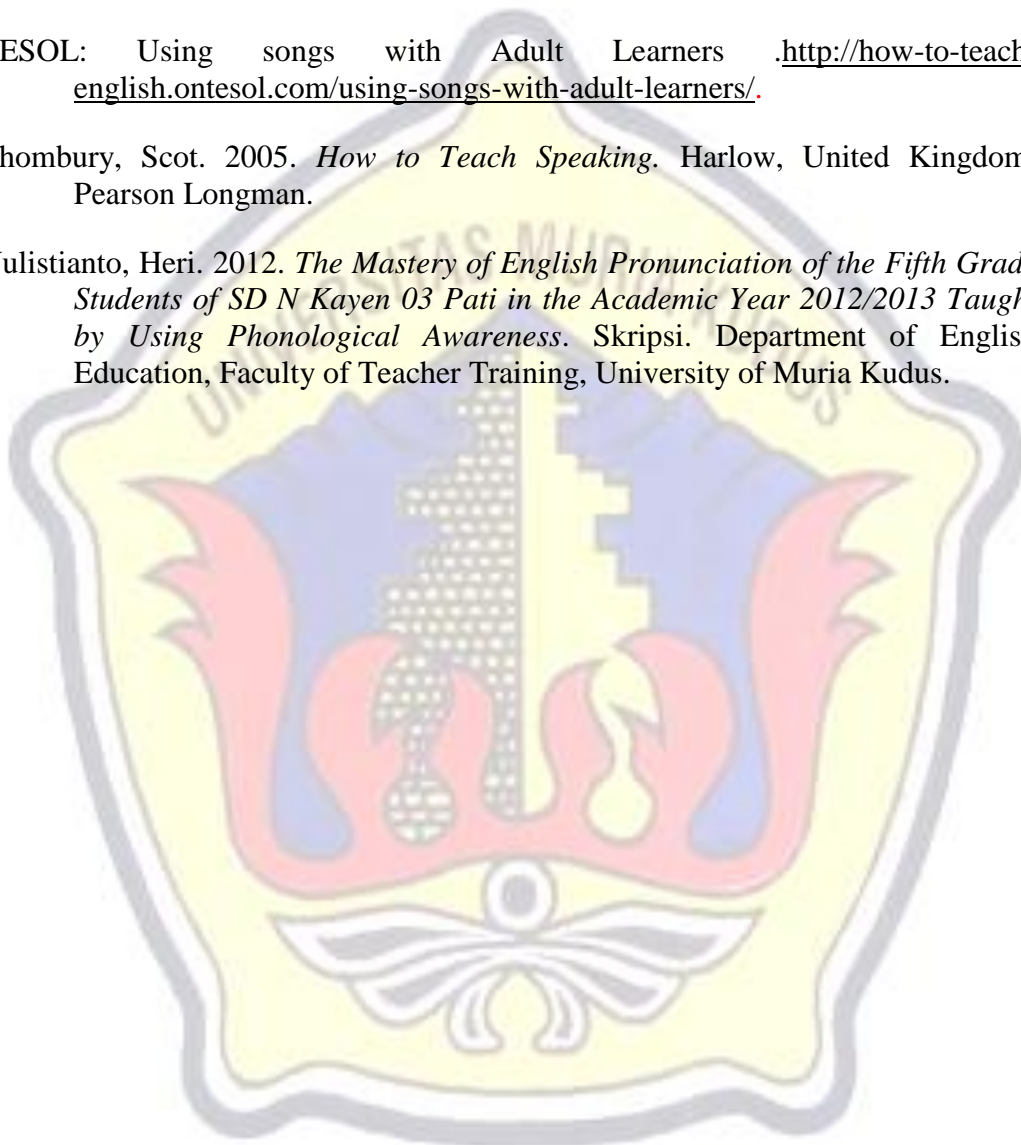 ESOL: Using songs with Adult Learners .http://how-to-teach
english.ontesol.com/using-songs-with-adult-learners/.
hombury, Scot. 2005. How to Teach Speaking. Harlow, United Kingdom
Pearson Longman.
ulistianto, Heri. 2012. The Mastery of English Pronunciation of the Fifth Grad
Students of SD N Kayen 03 Pati in the Academic Year 2012/2013 Taugh
by Using Phonological Awareness. Skripsi. Department of Englis
Education, Faculty of Teacher Training, University of Muria Kudus.
UNIVERSITAS MURIA KUDUS